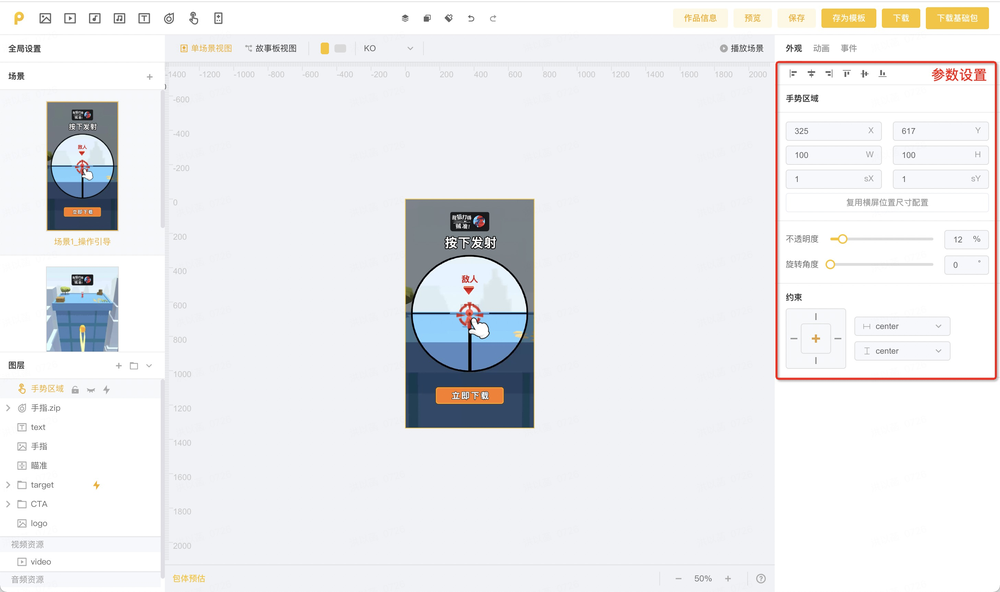 作品信息 预览 保存 存为模板 下载 下载基础包
全局设置
单场景视图 故事板视图 KO 播放场景
外观 动画 事件
场景
参数设置
手势区域
325 X 617 Y
100 W 100 H
1 sX 1 sY
复用横屏位置尺寸配置
不透明度 12 %
旋转角度 0 °
约束
center
center
-1400 -1200 -1000 -800 -600 -400 -200 0 200 400 600 800 1000 1200 1400 1600 1800 2000
-600
-400
-200
0
200
400
600
800
1000
1200
1400
1600
1800
2000
按下发射
敌人
立即下载
场景1_操作引导
按下发射
敌人
立即下载
图层
手势区域
手指.zip
text
手指
瞄准
target
CTA
logo
视频资源
video
音频资源
包体预估
50%